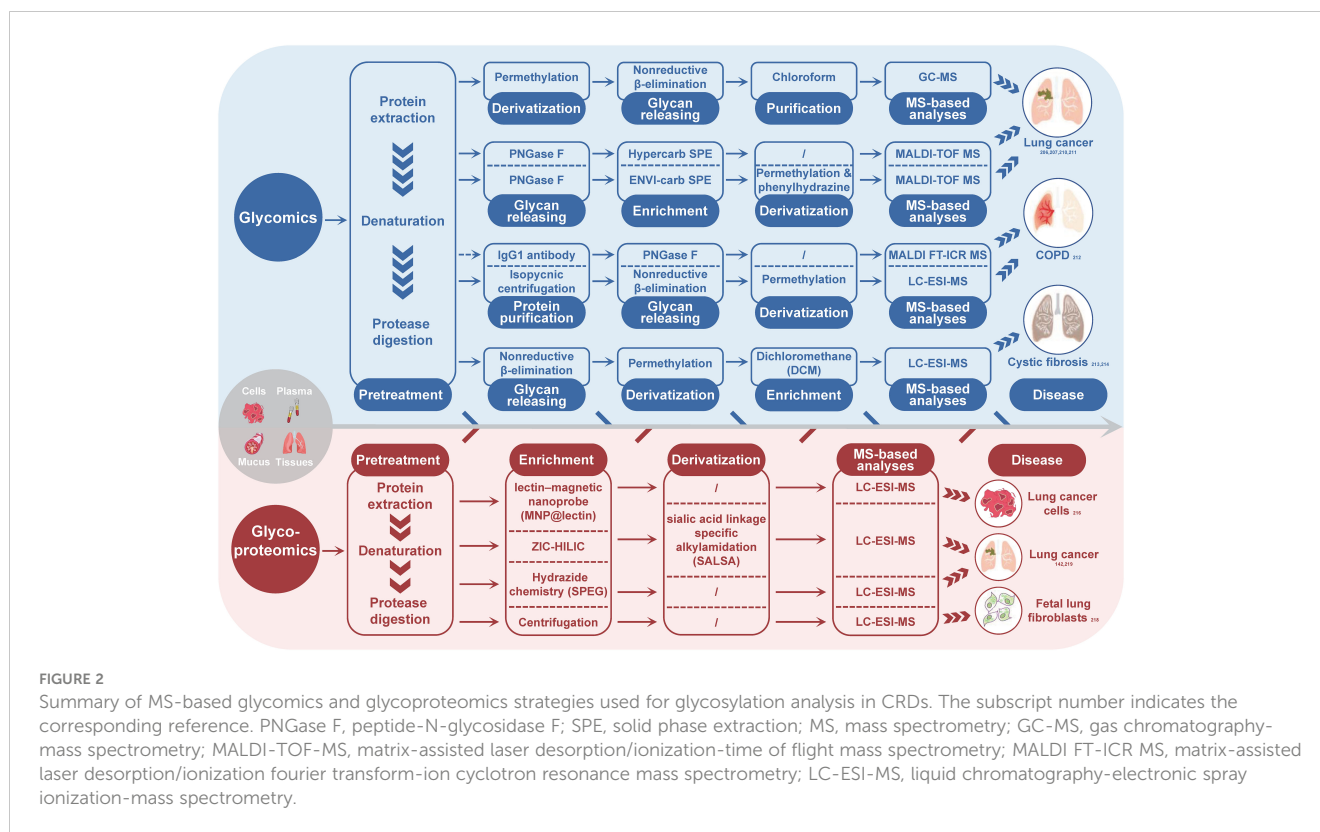 Glycomics
Protein
extraction
Denaturation
Protease
digestion
Pretreatment
Permethylation
Derivatization
Nonreductive
β-elimination
Glycan
releasing
Chloroform
Purification
GC-MS
MS-based
analyses
PNGase F
PNGase F
Glycan
releasing
Hypercarb SPE
ENVI-carb SPE
Enrichment
/
Permethylation &
phenylhydrazine
Derivatization
MALDI-TOF MS
MALDI-TOF MS
MS-based
analyses
IgG1 antibody
Isopycnic
centrifugation
Protein
purification
PNGase F
Nonreductive
β-elimination
Glycan
releasing
/
Permethylation
Derivatization
MALDI FT-ICR MS
LC-ESI-MS
MS-based
analyses
Nonreductive
β-elimination
Glycan
releasing
Permethylation
Derivatization
Dichloromethane
(DCM)
Enrichment
LC-ESI-MS
MS-based
analyses
Lung cancer
COPD 212
Cystic fibrosis 213,214
Disease
Cells Plasma
Mucus Tissues
Glyco-
proteomics
Pretreatment
Protein
extraction
Denaturation
Protease
digestion
Enrichment
lectin–magnetic
nanoprobe
(MNP@lectin)
ZIC-HILIC
Hydrazide
chemistry (SPEG)
Centrifugation
Derivatization
/
sialic acid linkage
specific
alkylamidation
(SALSA)
/
/
MS-based
analyses
LC-ESI-MS
LC-ESI-MS
LC-ESI-MS
LC-ESI-MS
Disease
Lung cancer
cells 216
Lung cancer
142,219
Fetal lung
fibroblasts 218
FIGURE 2
Summary of MS-based glycomics and glycoproteomics strategies used for glycosylation analysis in CRDs. The subscript number indicates the
corresponding reference. PNGase F, peptide-N-glycosidase F; SPE, solid phase extraction; MS, mass spectrometry; GC-MS, gas chromatography-
mass spectrometry; MALDI-TOF-MS, matrix-assisted laser desorption/ionization-time of flight mass spectrometry; MALDI FT-ICR MS, matrix-assisted
laser desorption/ionization fourier transform-ion cyclotron resonance mass spectrometry; LC-ESI-MS, liquid chromatography-electronic spray
ionization-mass spectrometry.